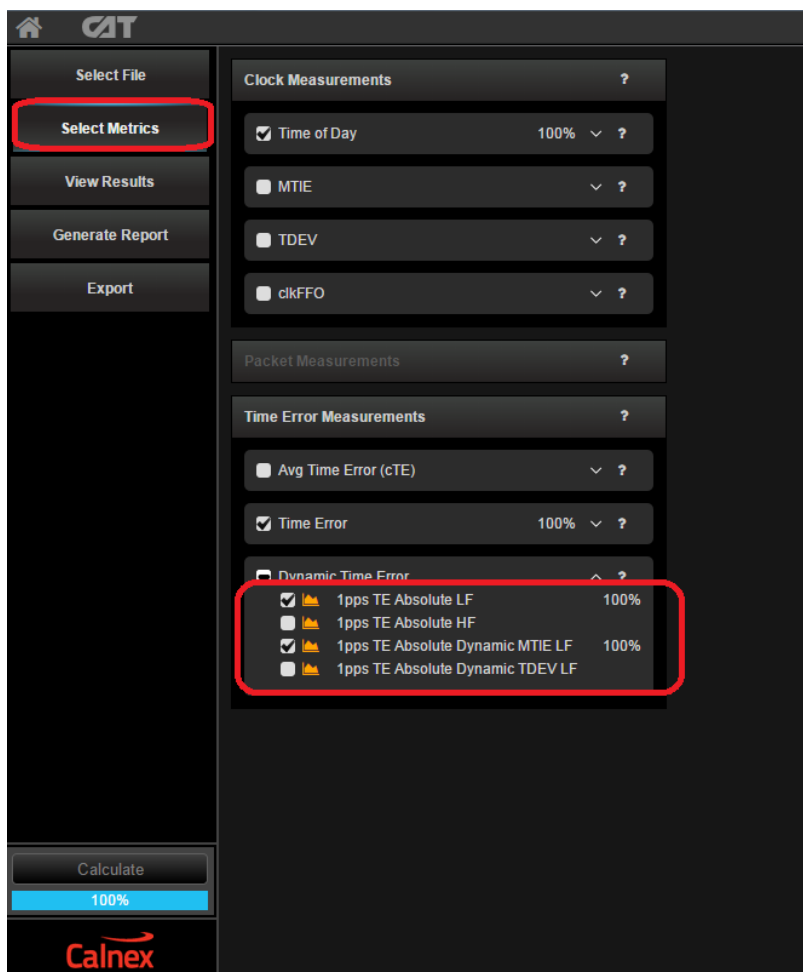 CAT
Select File
Select Metrics
View Results
Generate Report
Export
Clock Measurements ?
Time of Day 100% ?
MTIE ?
TDEV ?
clkFFO ?
Packet Measurements ?
Time Error Measurements ?
Avg Time Error (cTE) ?
Time Error 100% ?
Dynamic Time Error ?
1pps TE Absolute LF 100%
1pps TE Absolute HF
1pps TE Absolute Dynamic MTIE LF 100%
1pps TE Absolute Dynamic TDEV LF
Calculate
100%
Calnex